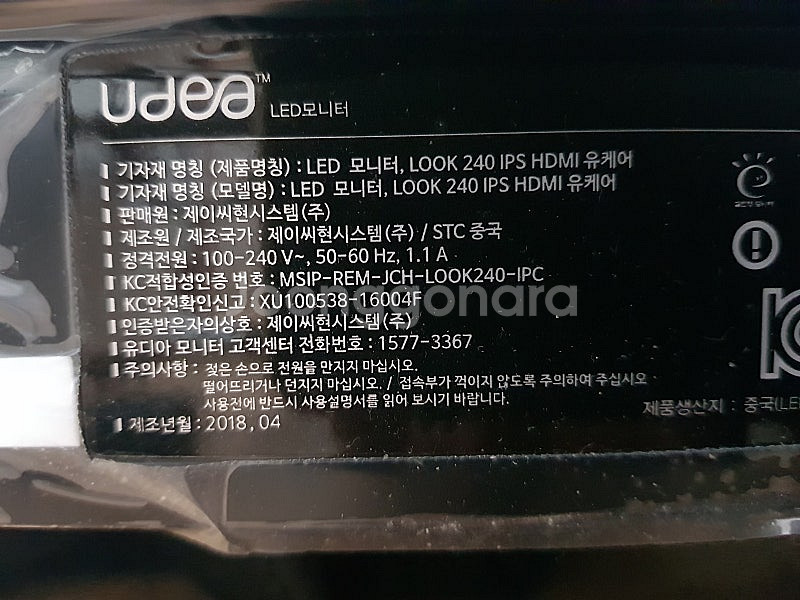 udea™ LED모니터
기자재 명칭 (제품명칭) : LED 모니터, LOOK 240 IPS HDMI 유케어
기자재 명칭 (모델명) : LED 모니터, LOOK 240 IPS HDMI 유케어
판매원 : 제이씨현시스템(주)
제조원 / 제조국가 : 제이씨현시스템(주) / STC 중국
정격전원 : 100-240 V~, 50-60 Hz, 1.1 A
KC적합성인증 번호 : MSIP-REM-JCH-LOOK240-IPC
KC안전확인신고 : XU100538-16004F
인증받은자의상호 : 제이씨현시스템(주)
유디아 모니터 고객센터 전화번호 : 1577-3367
주의사항 : 젖은 손으로 전원을 만지지 마십시오.
떨어뜨리거나 던지지 마십시오. / 접속부가 꺽이지 않도록 주의하여 주십시오
사용전에 반드시 사용설명서를 읽어 보시기 바랍니다.
제품생산지 : 중국(LE
제조년월 : 2018, 04